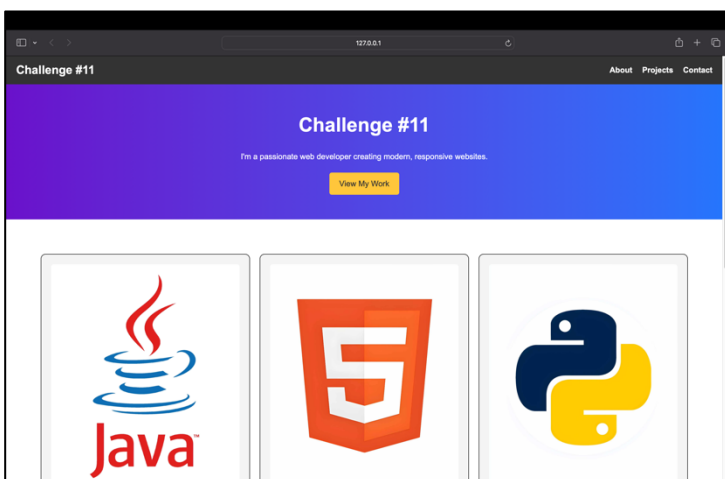 127.0.0.1
Challenge #11
About Projects Contact
Challenge #11
I'm a passionate web developer creating modern, responsive websites.
View My Work
Java™
5